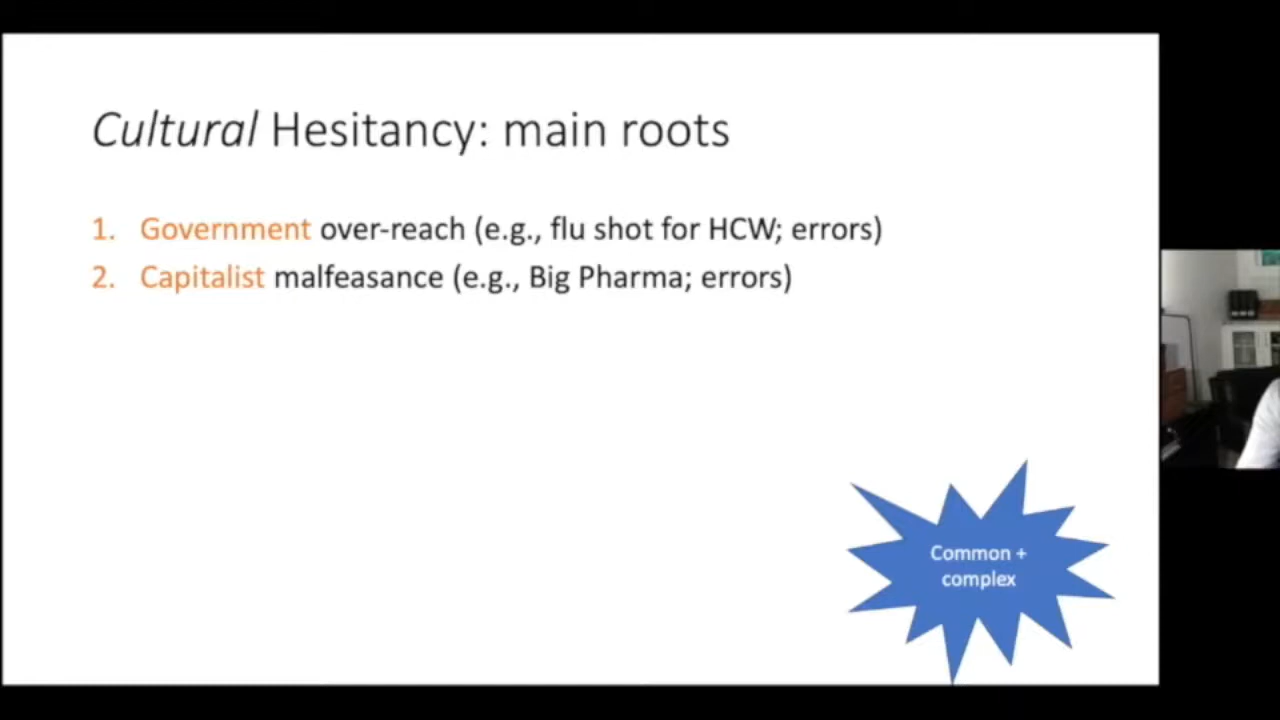 Cultural Hesitancy: main roots
1. Government over-reach (e.g., flu shot for HCW; errors)
2. Capitalist malfeasance (e.g., Big Pharma; errors)
Common +
complex